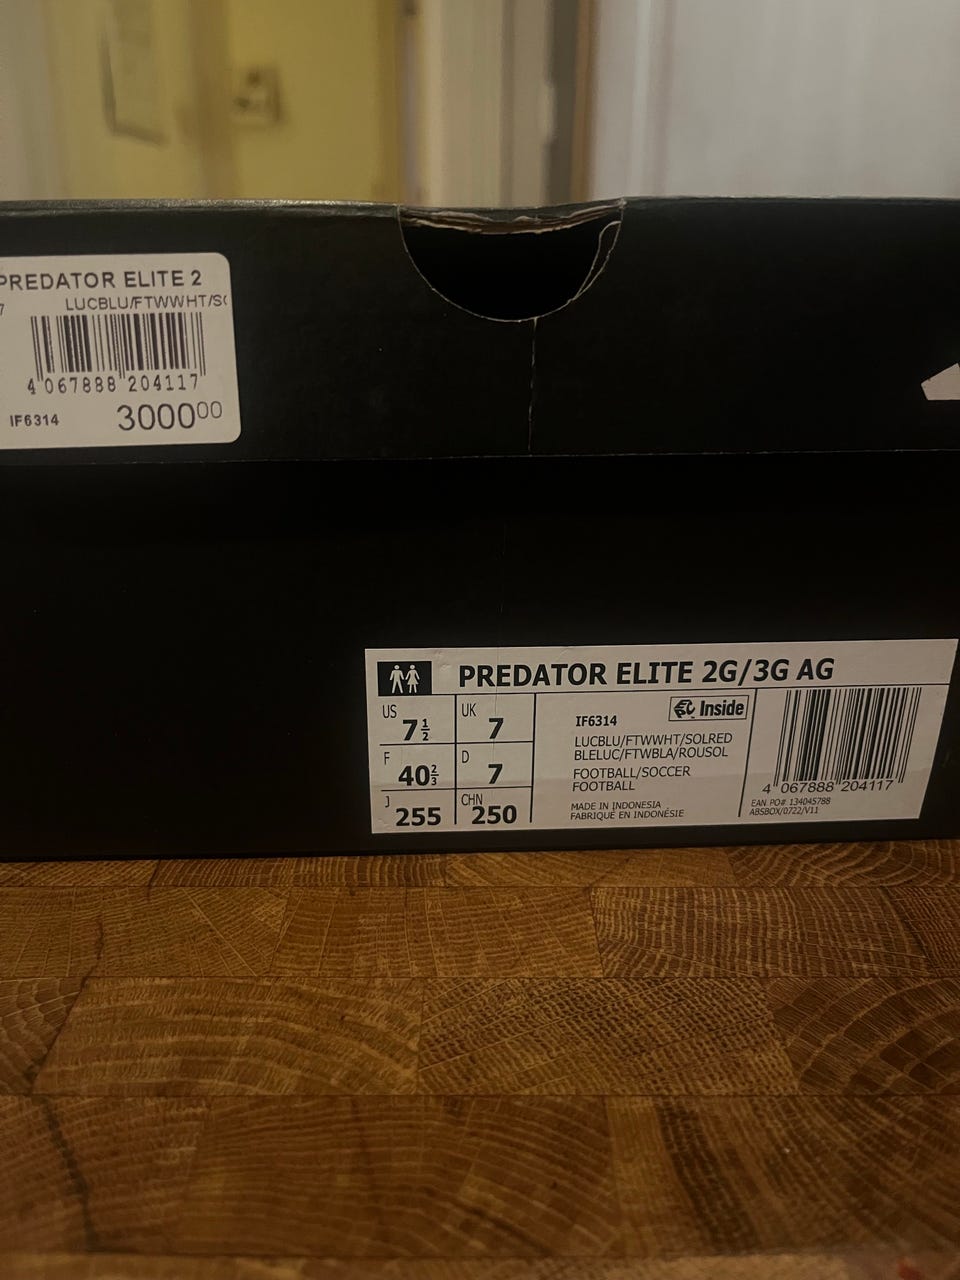 PREDATOR ELITE 2
7
LUCBLU/FTWWHT/S
4 067888 204117
IF6314
3000⁰⁰
PREDATOR ELITE 2G/3G AG
US 7½
UK 7
F 40⅔
D 7
J 255
CHN 250
IF6314
Inside
LUCBLU/FTWWHT/SOLRED
BLELUC/FTWBLA/ROUSOL
FOOTBALL/SOCCER
FOOTBALL
MADE IN INDONESIA
FABRIQUÉ EN INDONÉSIE
4 067888 204117
EAN PO# 134045788
ABSBOX/0722/V11